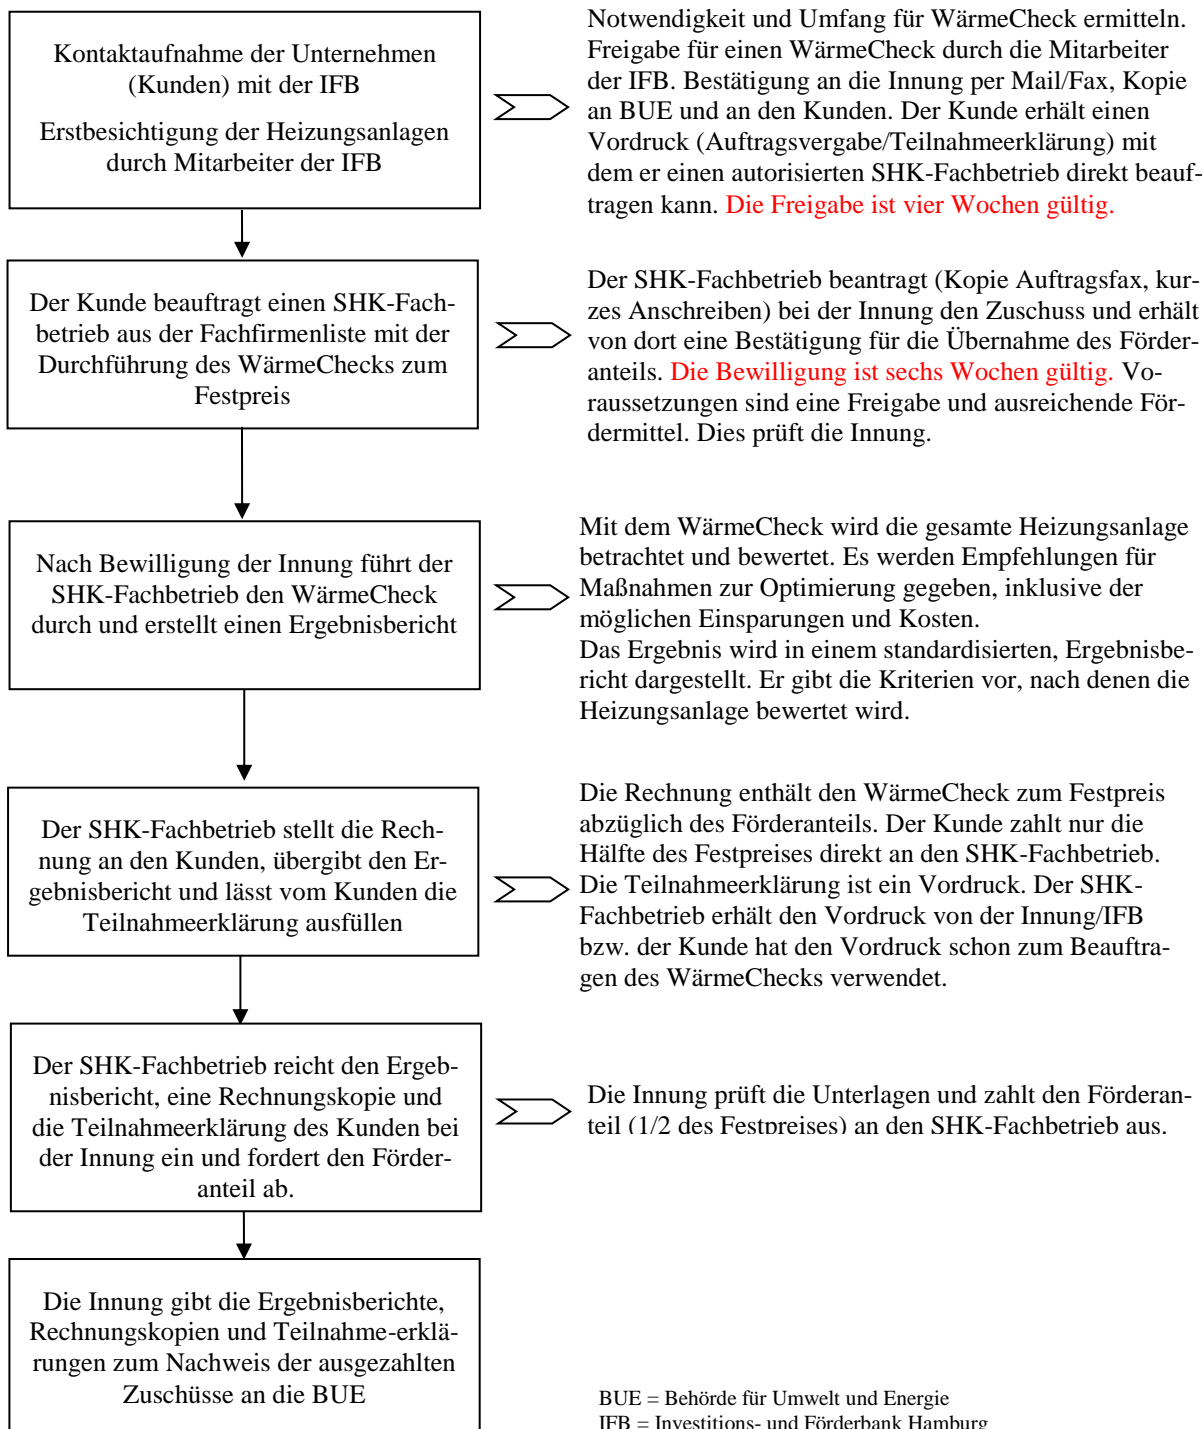 Kontaktaufnahme der Unternehmen
(Kunden) mit der IFB
Erstbesichtigung der Heizungsanlagen
durch Mitarbeiter der IFB
Notwendigkeit und Umfang für WärmeCheck ermitteln.
Freigabe für einen WärmeCheck durch die Mitarbeiter
der IFB. Bestätigung an die Innung per Mail/Fax, Kopie
an BUE und an den Kunden. Der Kunde erhält einen
Vordruck (Auftragsvergabe/Teilnahmeerklärung) mit
dem er einen autorisierten SHK-Fachbetrieb direkt beauf-
tragen kann. Die Freigabe ist vier Wochen gültig.
Der Kunde beauftragt einen SHK-Fach-
betrieb aus der Fachfirmenliste mit der
Durchführung des WärmeChecks zum
Festpreis
Der SHK-Fachbetrieb beantragt (Kopie Auftragsfax, kur-
zes Anschreiben) bei der Innung den Zuschuss und erhält
von dort eine Bestätigung für die Übernahme des Förder-
anteils. Die Bewilligung ist sechs Wochen gültig. Vo-
raussetzungen sind eine Freigabe und ausreichende För-
dermittel. Dies prüft die Innung.
Nach Bewilligung der Innung führt der
SHK-Fachbetrieb den WärmeCheck
durch und erstellt einen Ergebnisbericht
Mit dem WärmeCheck wird die gesamte Heizungsanlage
betrachtet und bewertet. Es werden Empfehlungen für
Maßnahmen zur Optimierung gegeben, inklusive der
möglichen Einsparungen und Kosten.
Das Ergebnis wird in einem standardisierten, Ergebnisbe-
richt dargestellt. Er gibt die Kriterien vor, nach denen die
Heizungsanlage bewertet wird.
Der SHK-Fachbetrieb stellt die Rech-
nung an den Kunden, übergibt den Er-
gebnisbericht und lässt vom Kunden die
Teilnahmeerklärung ausfüllen
Die Rechnung enthält den WärmeCheck zum Festpreis
abzüglich des Förderanteils. Der Kunde zahlt nur die
Hälfte des Festpreises direkt an den SHK-Fachbetrieb.
Die Teilnahmeerklärung ist ein Vordruck. Der SHK-
Fachbetrieb erhält den Vordruck von der Innung/IFB
bzw. der Kunde hat den Vordruck schon zum Beauftra-
gen des WärmeChecks verwendet.
Der SHK-Fachbetrieb reicht den Ergeb-
nisbericht, eine Rechnungskopie und
die Teilnahmeerklärung des Kunden bei
der Innung ein und fordert den Förder-
anteil ab.
Die Innung prüft die Unterlagen und zahlt den Förderan-
teil (1/2 des Festpreises) an den SHK-Fachbetrieb aus.
Die Innung gibt die Ergebnisberichte,
Rechnungskopien und Teilnahme-erklä-
rungen zum Nachweis der ausgezahlten
Zuschüsse an die BUE
BUE = Behörde für Umwelt und Energie
IFB = Investitions- und Förderbank Hamburg